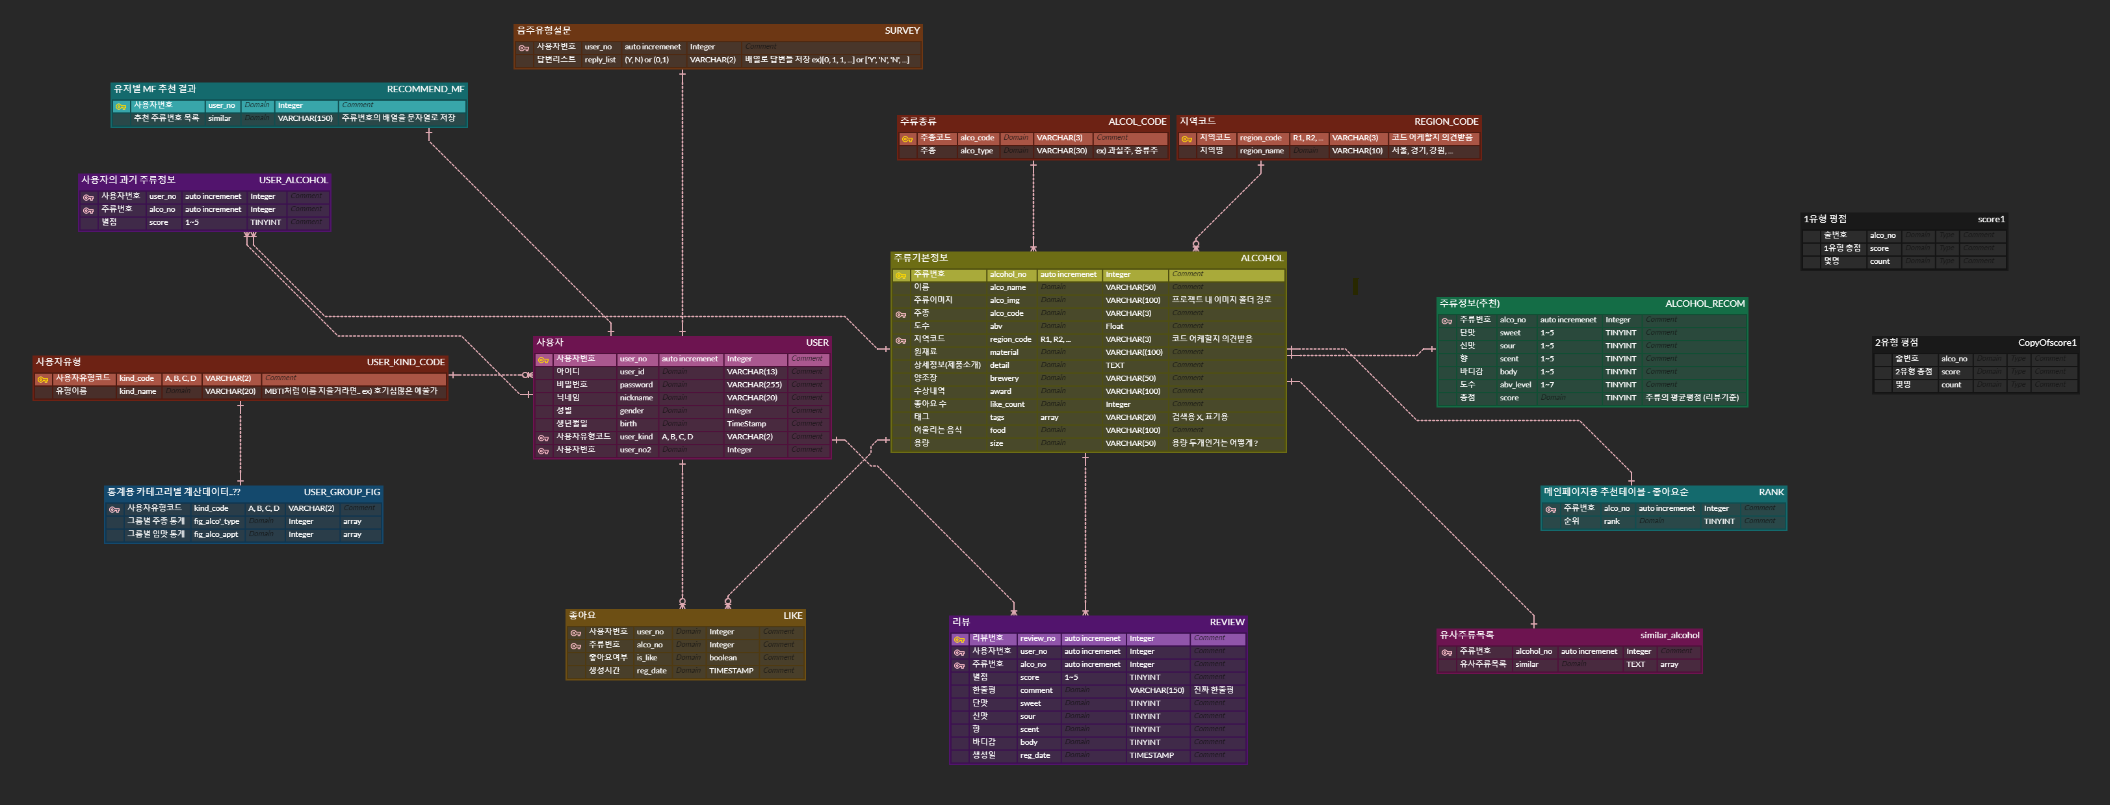 음주유형설문 SURVEY
사용자번호 user_no auto incremenet Integer Comment
답변리스트 reply_list (Y, N) or (0,1) VARCHAR(2) 배열로 답변들 저장 ex)[0, 1, 1, ..] or ['Y', 'N', 'N', ..]
유저별 MF 추천 결과 RECOMMEND_MF
사용자번호 user_no Domain Integer Comment
추천 주류번호 목록 similar Domain VARCHAR(150) 주류번호의 배열을 문자열로 저장
주류종류 ALCOL_CODE
주종코드 alco_code Domain VARCHAR(3) Comment
주종 alco_type Domain VARCHAR(30) ex) 과실주, 증류주
지역코드 REGION_CODE
지역코드 region_code R1, R2, ... VARCHAR(3) 코드 어케할지 의견받음
지역명 region_name Domain VARCHAR(10) 서울, 경기, 강원, ...
사용자의 과거 주류정보 USER_ALCOHOL
사용자번호 user_no auto incremenet Integer Comment
주류번호 alco_no auto incremenet Integer Comment
별점 score 1~5 TINYINT Comment
1유형 평점 score1
술번호 alco_no Domain Type Comment
1유형 총점 score Domain Type Comment
몇명 count Domain Type Comment
주류기본정보 ALCOHOL
주류번호 alcohol_no auto incremenet Integer Comment
이름 alco_name Domain VARCHAR(50) Comment
주류이미지 alco_img Domain VARCHAR(100) 프로젝트 내 이미지 폴더 경로
주종 alco_code Domain VARCHAR(3) Comment
도수 abv Domain Float Comment
지역코드 region_code R1, R2, ... VARCHAR(3) 코드 어케할지 의견받음
원재료 material Domain VARCHAR((100) Comment
상세정보(제품소개) detail Domain TEXT Comment
양조장 brewery Domain VARCHAR(50) Comment
수상내역 award Domain VARCHAR(100) Comment
좋아요 수 like_count Domain Integer Comment
태그 tags array VARCHAR(20) 검색용 X, 표기용
어울리는 음식 food Domain VARCHAR(100) Comment
용량 size Domain VARCHAR(50) 용량 두개인거는 어떻게?
주류정보(추천) ALCOHOL_RECOM
주류번호 alco_no auto incremenet Integer Comment
단맛 sweet 1~5 TINYINT Comment
신맛 sour 1~5 TINYINT Comment
향 scent 1~5 TINYINT Comment
바디감 body 1~5 TINYINT Comment
도수 abv_level 1~7 TINYINT Comment
총점 score Domain TINYINT 주류의 평균평점 (리뷰기준)
사용자 USER
사용자번호 user_no auto incremenet Integer Comment
아이디 user_id Domain VARCHAR(13) Comment
비밀번호 password Domain VARCHAR(255) Comment
닉네임 nickname Domain VARCHAR(20) Comment
성별 gender Domain Integer Comment
생년월일 birth Domain TimeStamp Comment
사용자유형코드 user_kind A, B, C, D VARCHAR(2) Comment
사용자번호 user_no2 Domain Integer Comment
2유형 평점 CopyOfscore1
술번호 alco_no Domain Type Comment
2유형 총점 score Domain Type Comment
몇명 count Domain Type Comment
사용자유형 USER_KIND_CODE
사용자유형코드 kind_code A, B, C, D VARCHAR(2) Comment
유형이름 kind_name Domain VARCHAR(20) MBTI처럼 이름 지을거라면.. ex) 호기심많은 예술가
통계용 카테고리별 계산데이터..?? USER_GROUP_FIG
사용자유형코드 kind_code A, B, C, D VARCHAR(2) Comment
그룹별 주종 통계 fig_alco'_type Domain Integer array
그룹별 입맛 통계 fig_alco_appt Domain Integer array
메인페이지용 추천테이블 - 좋아요순 RANK
주류번호 alco_no auto incremenet Integer Comment
순위 rank Domain TINYINT Comment
좋아요 LIKE
사용자번호 user_no Domain Integer Comment
주류번호 alco_no Domain Integer Comment
좋아요여부 is_like Domain boolean Comment
생성시간 reg_date Domain TIMESTAMP Comment
리뷰 REVIEW
리뷰번호 review_no auto incremenet Integer Comment
사용자번호 user_no auto incremenet Integer Comment
주류번호 alco_no auto incremenet Integer Comment
별점 score 1~5 TINYINT Comment
한줄평 comment Domain VARCHAR(150) 진짜 한줄평
단맛 sweet Domain TINYINT Comment
신맛 sour Domain TINYINT Comment
scent Domain TINYINT Comment
바디감 body Domain TINYINT Comment
생성일 reg_date Domain TIMESTAMP Comment
유사주류목록 similar_alcohol
주류번호 alcohol_no auto incremenet Integer Comment
유사주류목록 similar Domain TEXT array